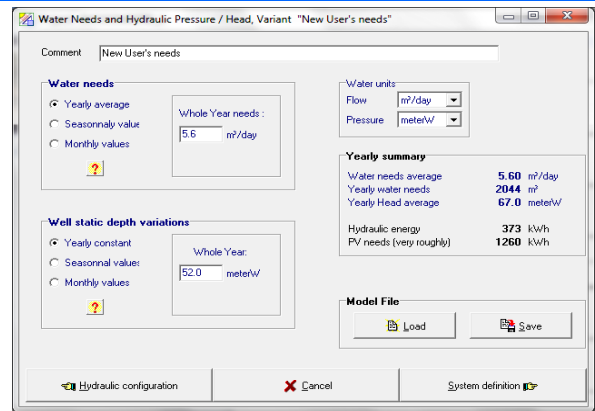 Water Needs and Hydraulic Pressure / Head, Variant "New User's needs"
Comment New User's needs
Water needs
Yearly average
Seasonnaly value
Monthly values
?
Whole Year needs :
5.6 m³/day
Water units
Flow m³/day
Pressure meterW
Yearly summary
Water needs average 5.60 m³/day
Yearly water needs 2044 m³
Yearly Head average 67.0 meterW
Hydraulic energy 373 kWh
PV needs (very roughly) 1260 kWh
Well static depth variations
Yearly constant
Seasonnal values
Monthly values
?
Whole Year:
52.0 meterW
Model File
Load
Save
Hydraulic configuration
Cancel
System definition